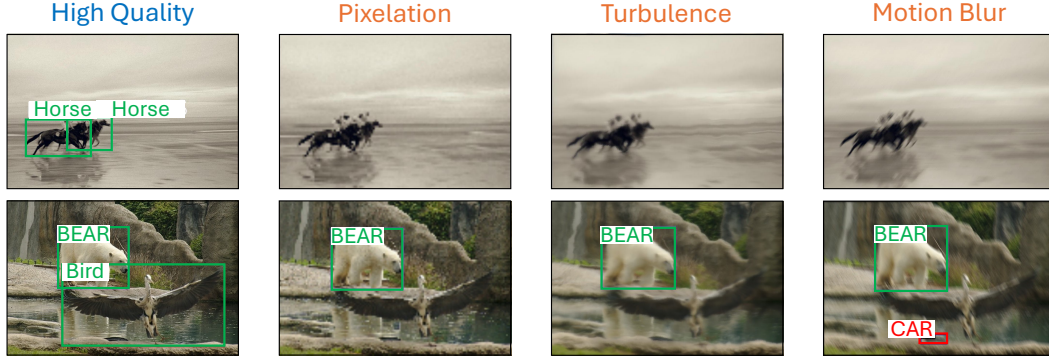 High Quality
Pixelation
Turbulence
Motion Blur
Horse
Horse
BEAR
Bird
BEAR
BEAR
BEAR
CAR